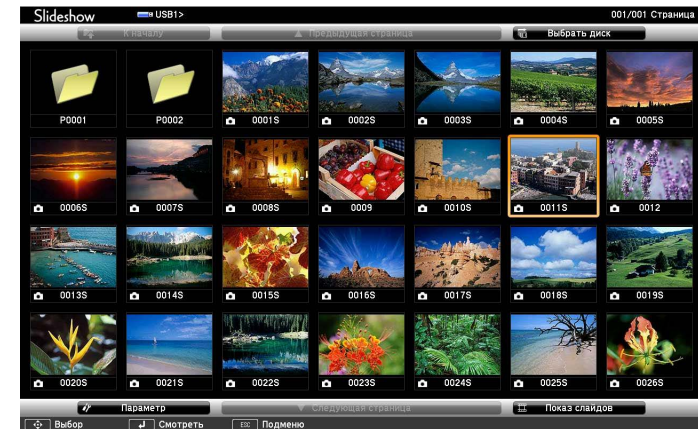 Slideshow USB1> 001/001 Страница
К началу Предыдущая страница Выбрать диск
P0001 P0002 0001S 0002S 0003S 0004S 0005S
0006S 0007S 0008S 0009 0010S 0011S 0012
0013S 0014S 0015S 0016S 0017S 0018S 0019S
0020S 0021S 0022S 0023S 0024S 0025S 0026S
Параметр Следующая страница Показ слайдов
Выбор Смотреть ESC Подменю